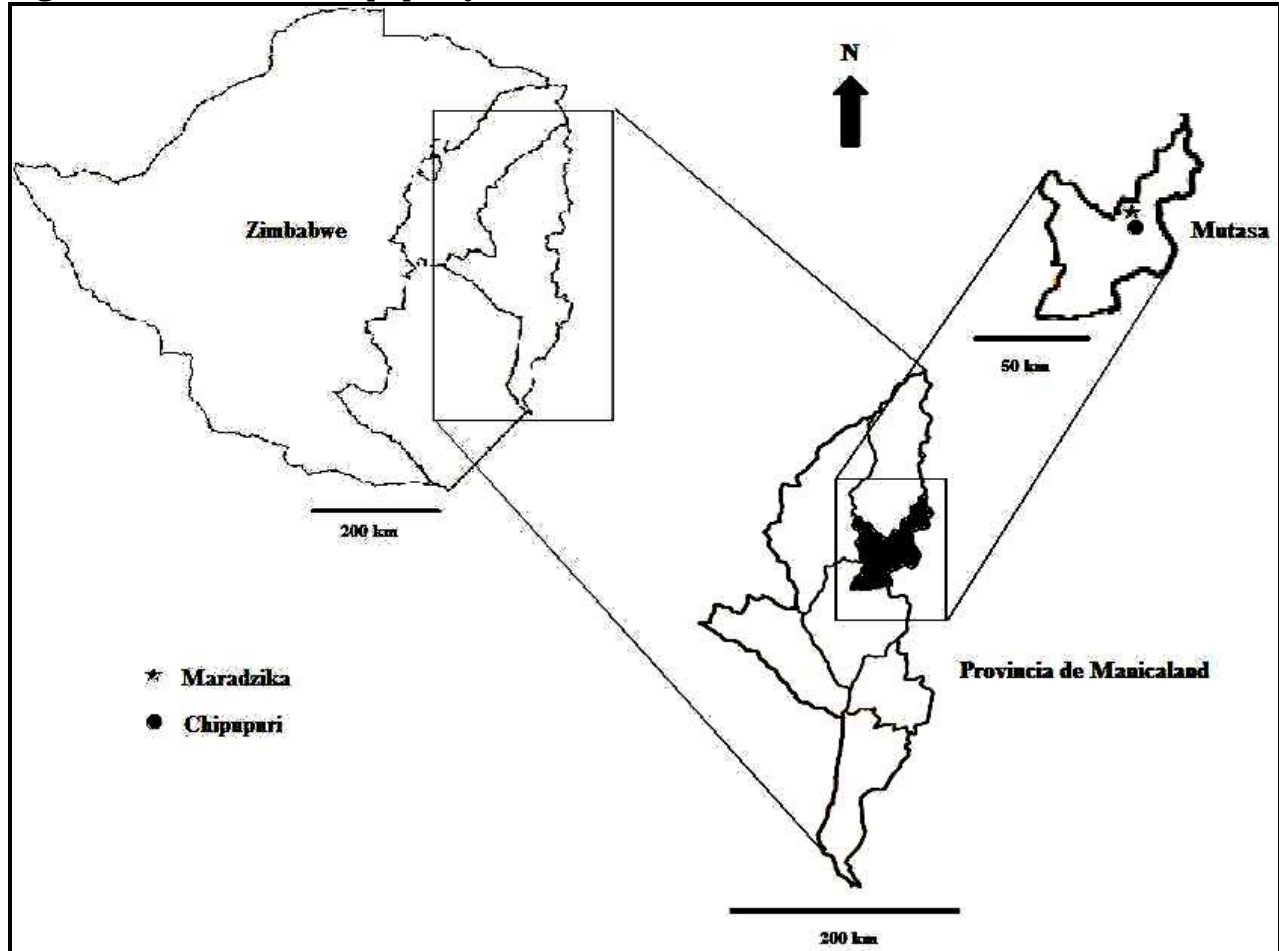 N
Zimbabwe
Mutasa
50 km
200 km
Maradzika
Chipupuri
Provincia de Manicaland
200 km